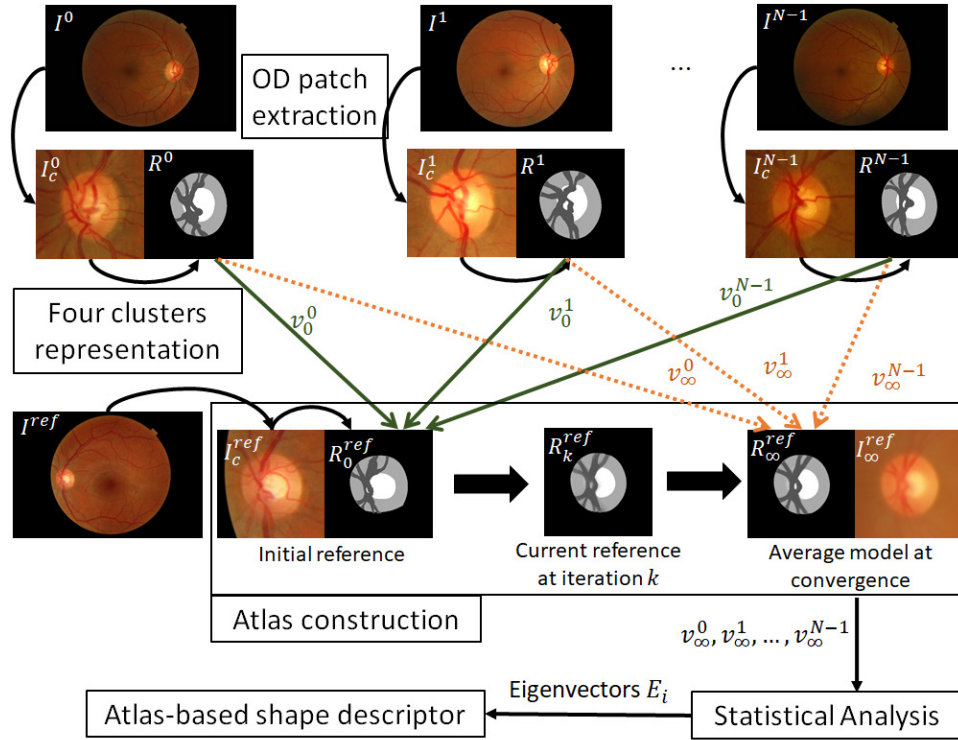 I^0
I^1
I^{N-1}
OD patch
extraction
...
I_c^0
R^0
I_c^1
R^1
I_c^{N-1}
R^{N-1}
Four clusters
representation
v_0^0
v_0^1
v_0^{N-1}
v_∞^0
v_∞^1
v_∞^{N-1}
I^{ref}
I_c^{ref}
R_0^{ref}
R_k^{ref}
R_∞^{ref}
I_∞^{ref}
Initial reference
Current reference
at iteration k
Average model at
convergence
Atlas construction
v_∞^0, v_∞^1, ... , v_∞^{N-1}
Eigenvectors E_i
Atlas-based shape descriptor
Statistical Analysis